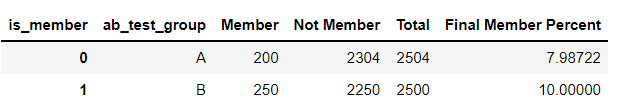 is_member ab_test_group Member Not Member Total Final Member Percent
0 A 200 2304 2504 7.98722
1 B 250 2250 2500 10.00000